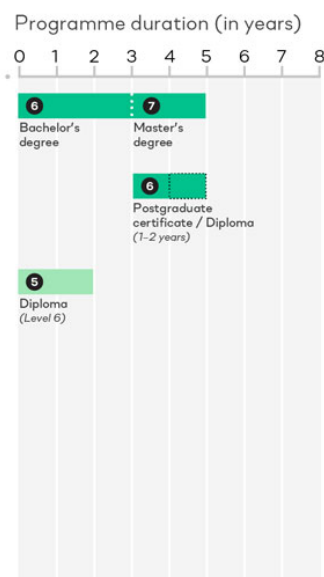 Programme duration (in years)
0 1 2 3 4 5 6 7 8
6 7
Bachelor's degree
Master's degree
6
Postgraduate
certificate / Diploma
(1–2 years)
5
Diploma
(Level 6)